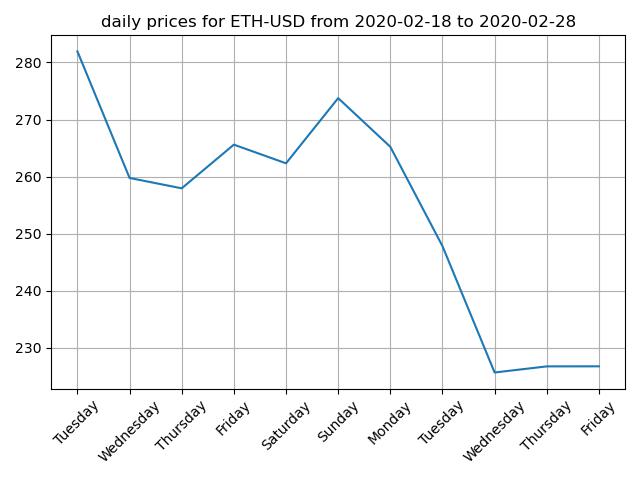 daily prices for ETH-USD from 2020-02-18 to 2020-02-28
280
270
260
250
240
230
Tuesday
Wednesday
Thursday
Friday
Saturday
Sunday
Monday
Tuesday
Wednesday
Thursday
Friday